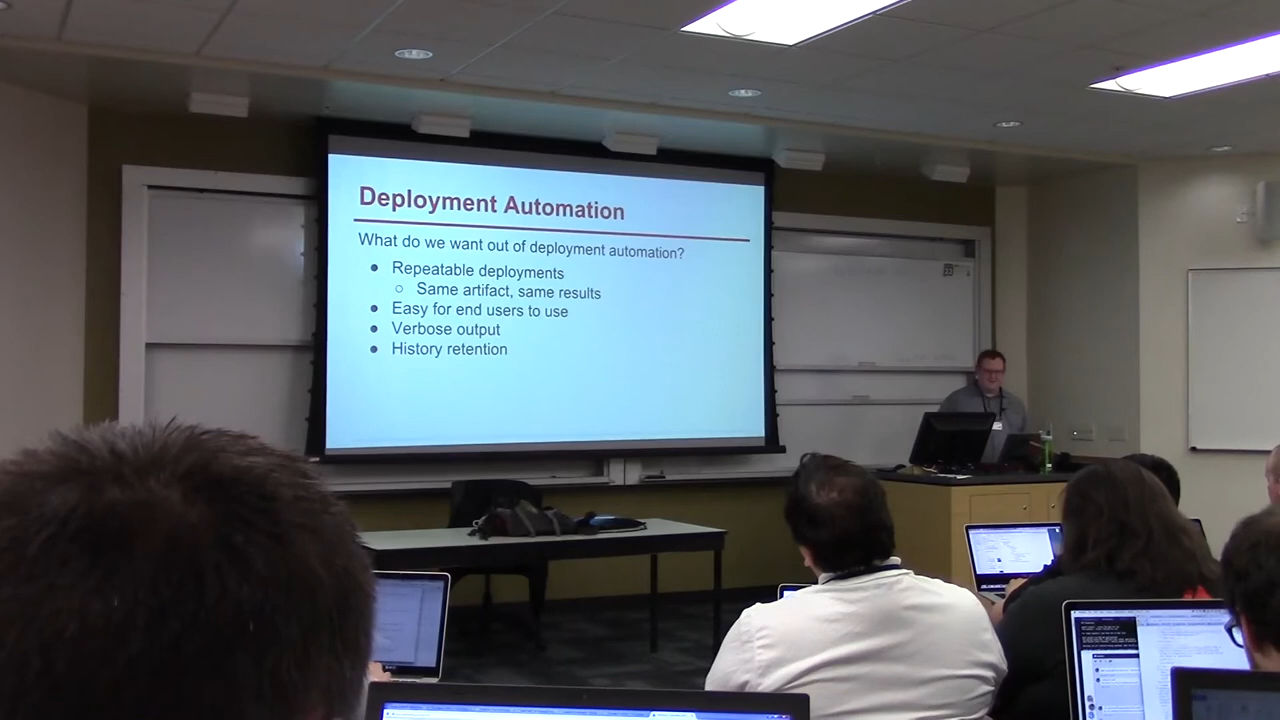 Deployment Automation
What do we want out of deployment automation?
● Repeatable deployments
○ Same artifact, same results
● Easy for end users to use
● Verbose output
● History retention